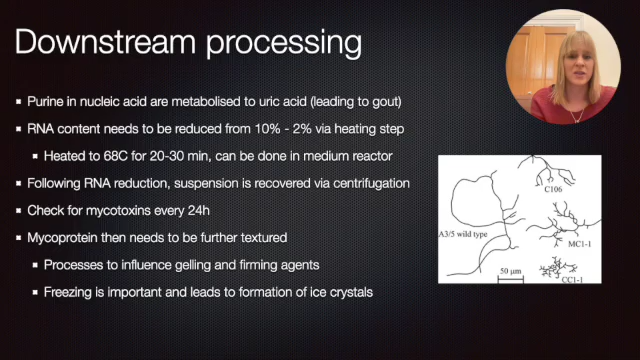 Downstream processing
Purine in nucleic acid are metabolised to uric acid (leading to gout)
RNA content needs to be reduced from 10% - 2% via heating step
Heated to 68C for 20-30 min, can be done in medium reactor
Following RNA reduction, suspension is recovered via centrifugation
Check for mycotoxins every 24h
Mycoprotein then needs to be further textured
Processes to influence gelling and firming agents
Freezing is important and leads to formation of ice crystals
C106
A3/5 wild type
MC1-1
50 μm
CC1-1